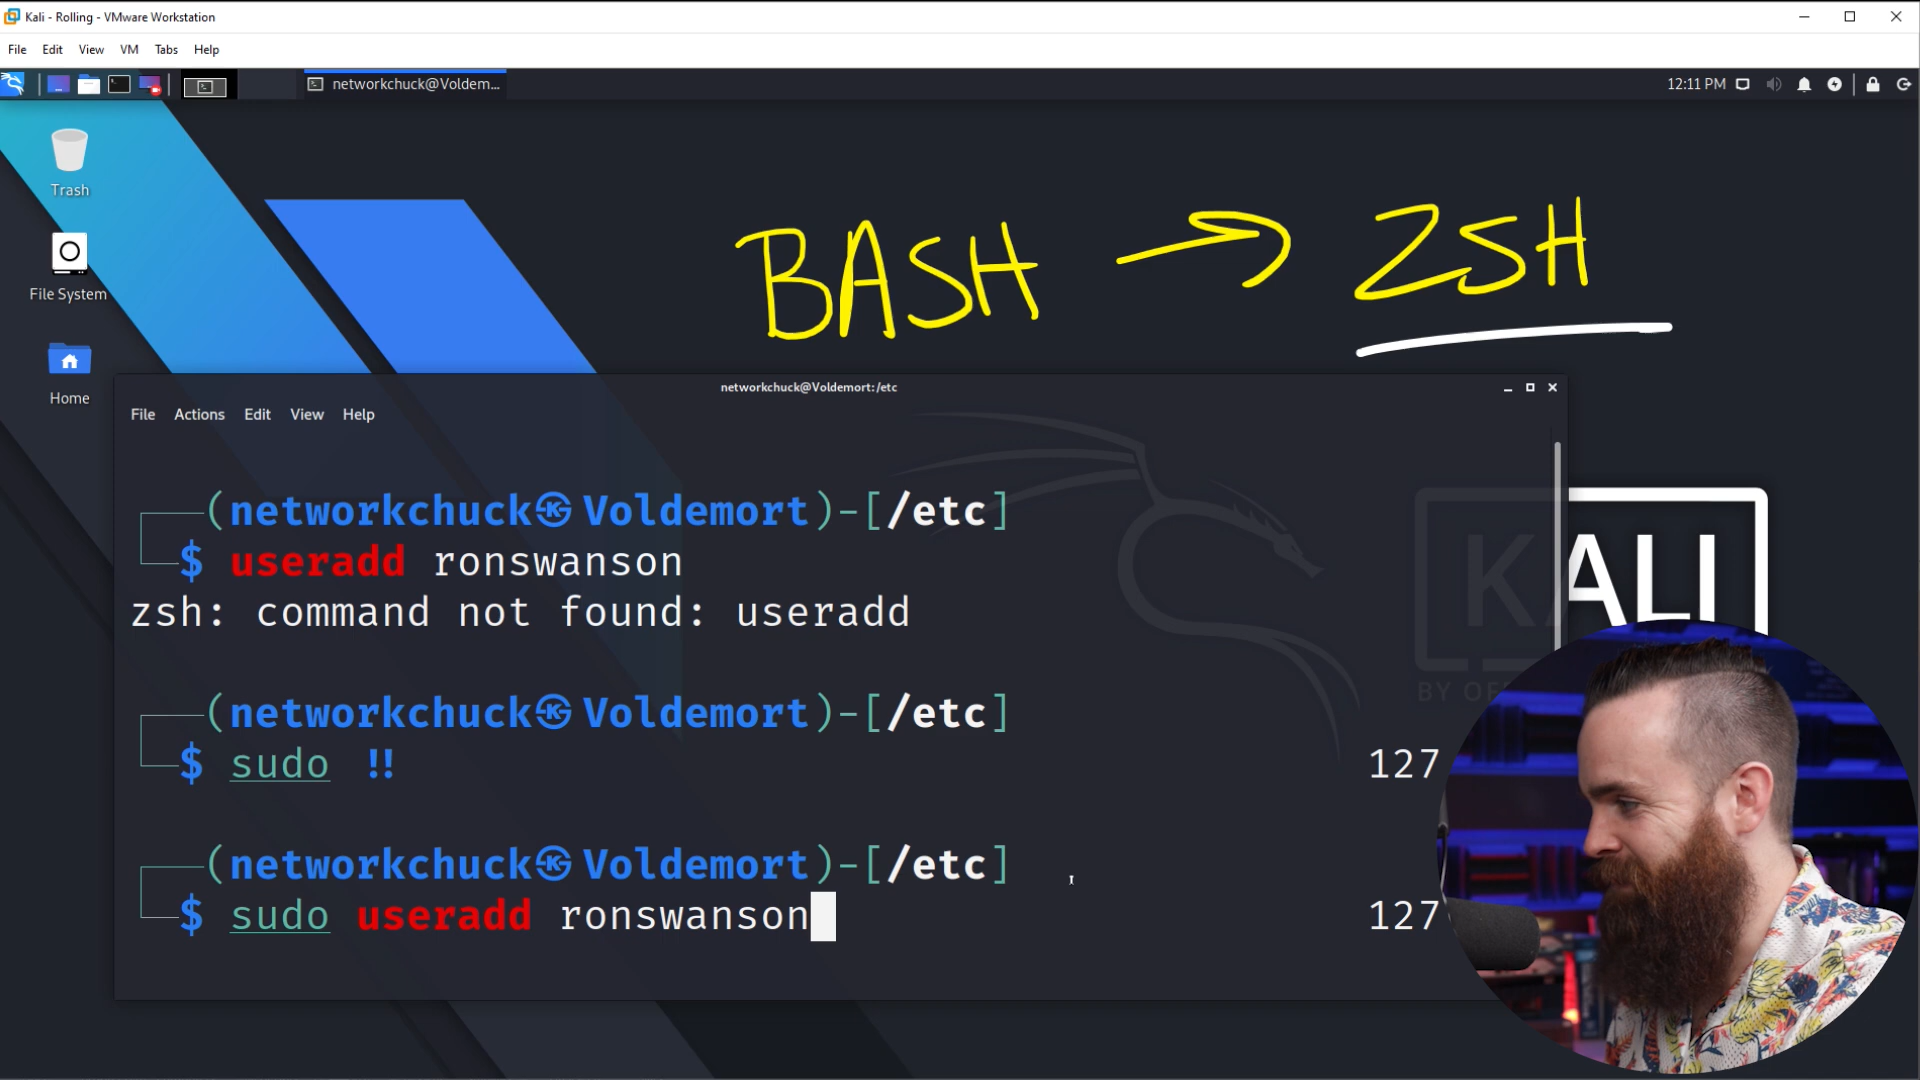 Kali - Rolling - VMware Workstation
File Edit View VM Tabs Help
networkchuck@Voldem...
12:11 PM
Trash
File System
Home
BASH → ZSH
networkchuck@Voldemort:/etc
File Actions Edit View Help
(networkchuck㉿Voldemort)-[/etc]
$ useradd ronswanson
zsh: command not found: useradd
(networkchuck㉿Voldemort)-[/etc]
$ sudo !! 127
(networkchuck㉿Voldemort)-[/etc]
$ sudo useradd ronswanson 127
KALI
BY